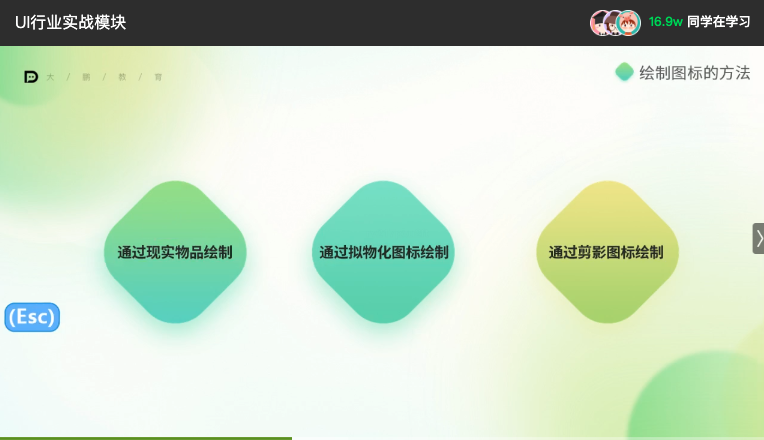 UI行业实战模块
16.9w 同学在学习
大 / 鹏 / 教 / 育
绘制图标的方法
通过现实物品绘制
通过拟物化图标绘制
通过剪影图标绘制
(Esc)